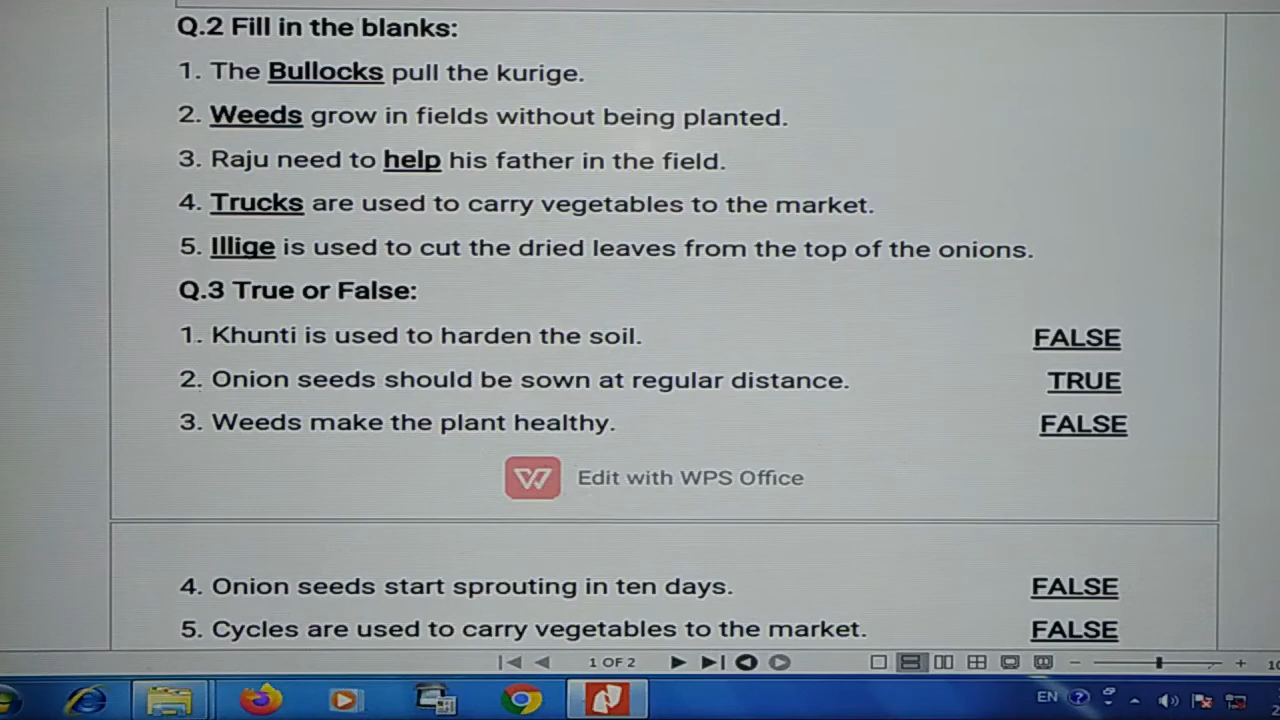 Q.2 Fill in the blanks:
1. The Bullocks pull the kurige.
2. Weeds grow in fields without being planted.
3. Raju need to help his father in the field.
4. Trucks are used to carry vegetables to the market.
5. Illige is used to cut the dried leaves from the top of the onions.
Q.3 True or False:
1. Khunti is used to harden the soil. FALSE
2. Onion seeds should be sown at regular distance. TRUE
3. Weeds make the plant healthy. FALSE
Edit with WPS Office
4. Onion seeds start sprouting in ten days. FALSE
5. Cycles are used to carry vegetables to the market. FALSE
1 OF 2
EN